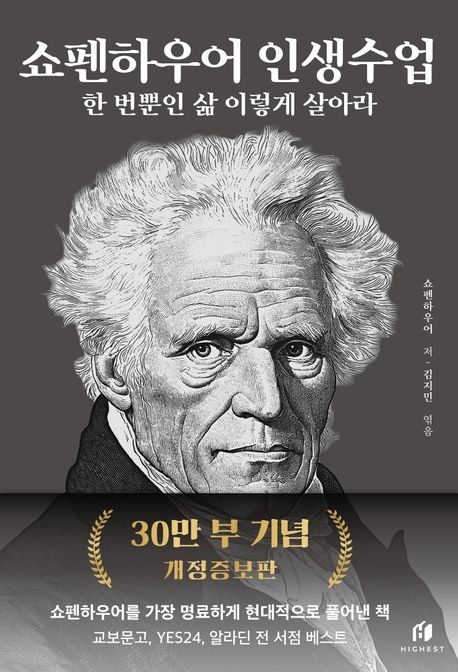 쇼펜하우어 인생수업
한 번뿐인 삶 이렇게 살아라
쇼펜하우어 저 - 김지민 엮음
30만 부 기념
개정증보판
쇼펜하우어를 가장 명료하게 현대적으로 풀어낸 책
교보문고, YES24, 알라딘 전 서점 베스트
HIGHEST